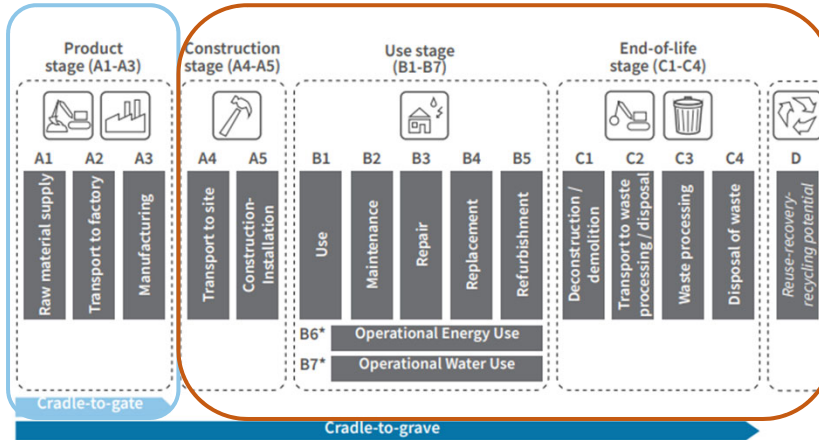 Product
stage (A1-A3)
Construction
stage (A4-A5)
Use stage
(B1-B7)
End-of-life
stage (C1-C4)
A1
A2
A3
A4
A5
B1
B2
B3
B4
B5
C1
C2
C3
C4
D
Raw material supply
Transport to factory
Manufacturing
Transport to site
Construction-
Installation
Use
Maintenance
Repair
Replacement
Refurbishment
Deconstruction /
demolition
Transport to waste
processing / disposal
Waste processing
Disposal of waste
Reuse-recovery-
recycling potential
B6* Operational Energy Use
B7* Operational Water Use
Cradle-to-gate
Cradle-to-grave